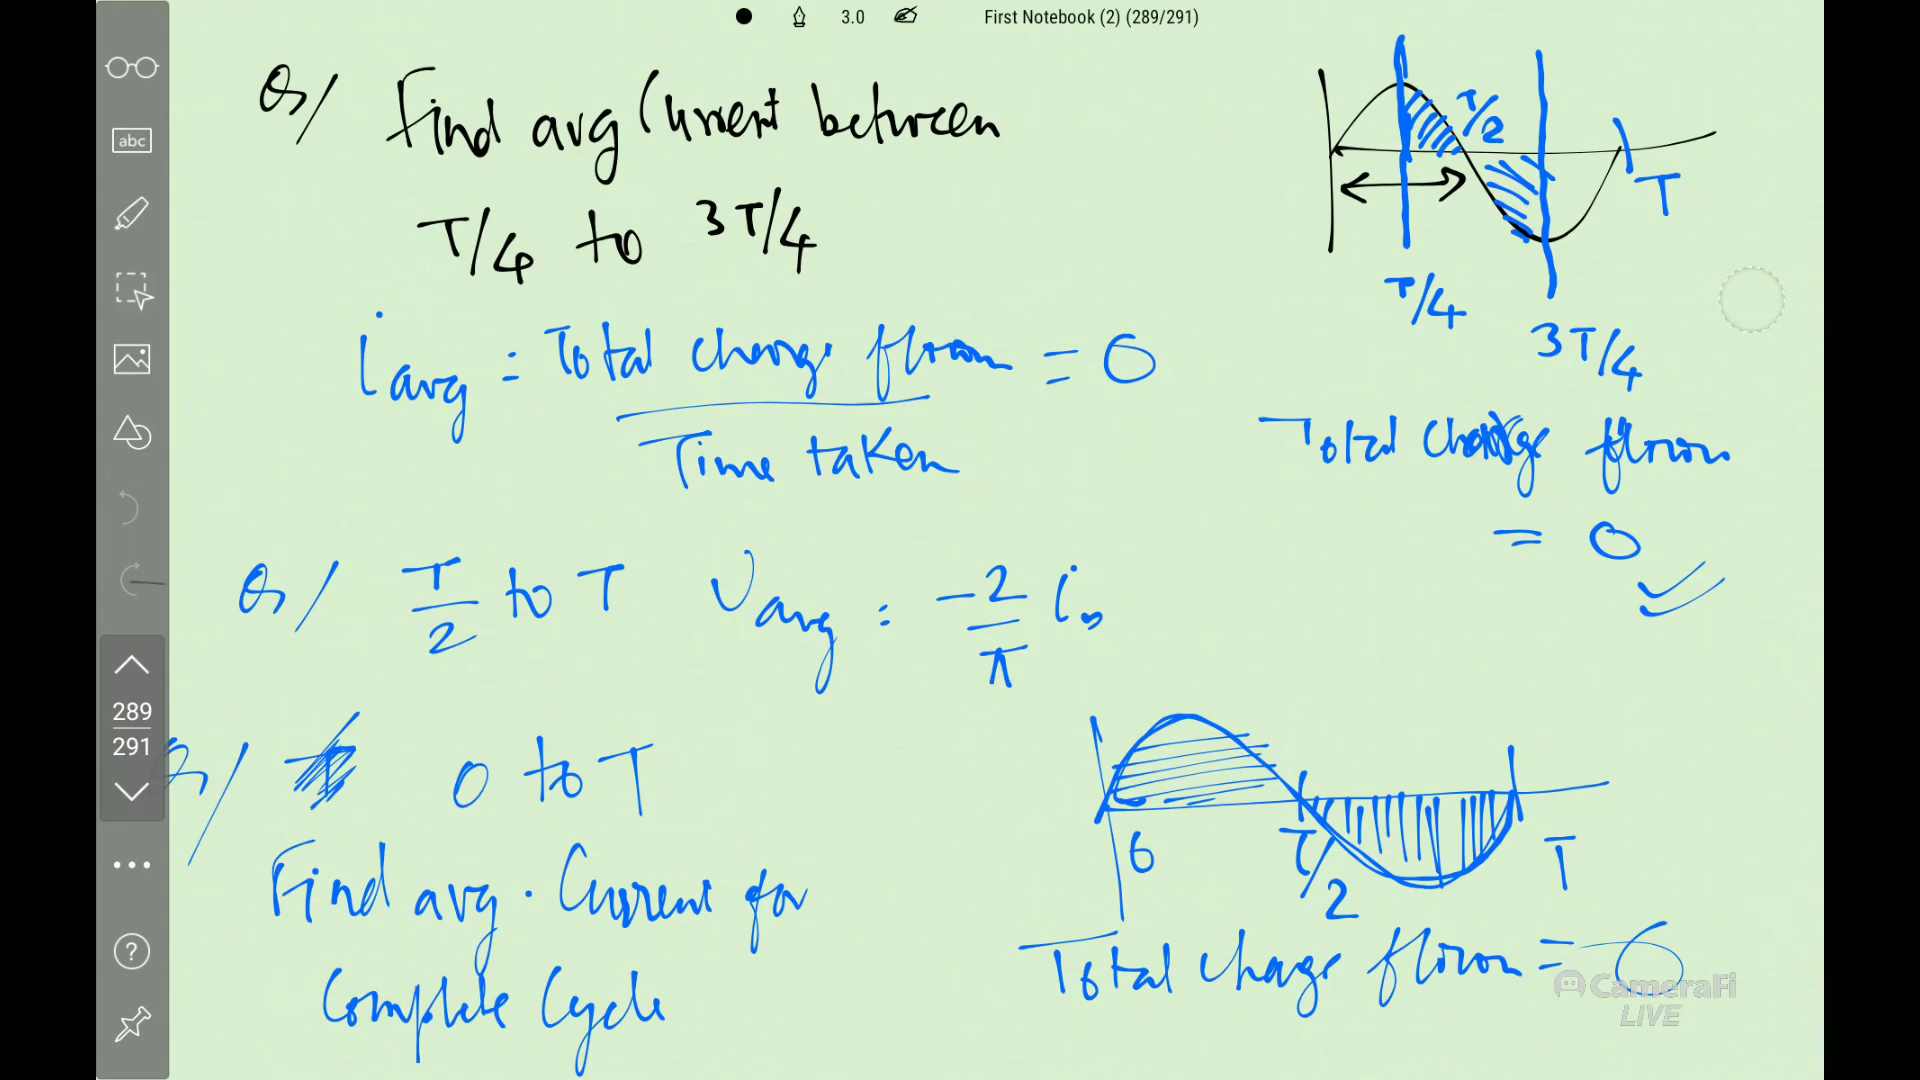 3.0 First Notebook (2) (289/291)
abc
289
291
?
Q/ Find avg Current between
T/4 to 3T/4
T/2
T
T/4
3T/4
i avg = Total charge flown = 0
Time taken
Total charge flown
= 0
Q/ T/2 to T avg = -2/π i₀
Q/ 0 to T
Find avg. Current for
Complete Cycle
0
T/2
T
Total charge flown = 0
CameraFi
LIVE